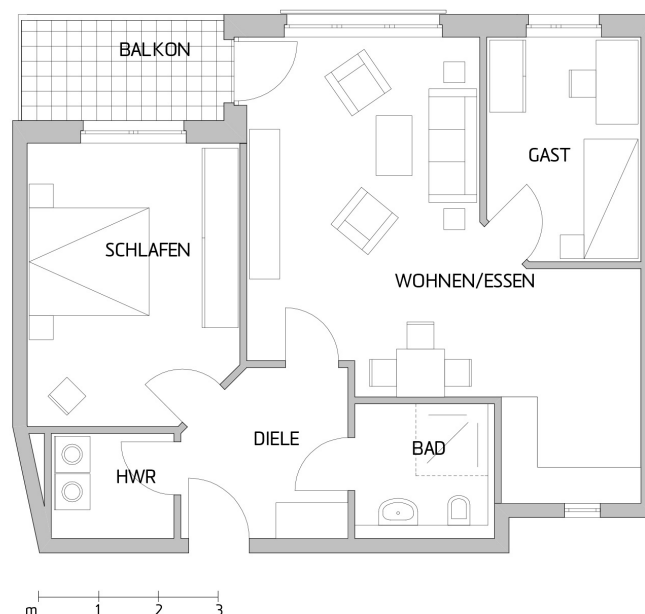 BALKON
GAST
SCHLAFEN
WOHNEN/ESSEN
DIELE
BAD
HWR
m 1 2 3